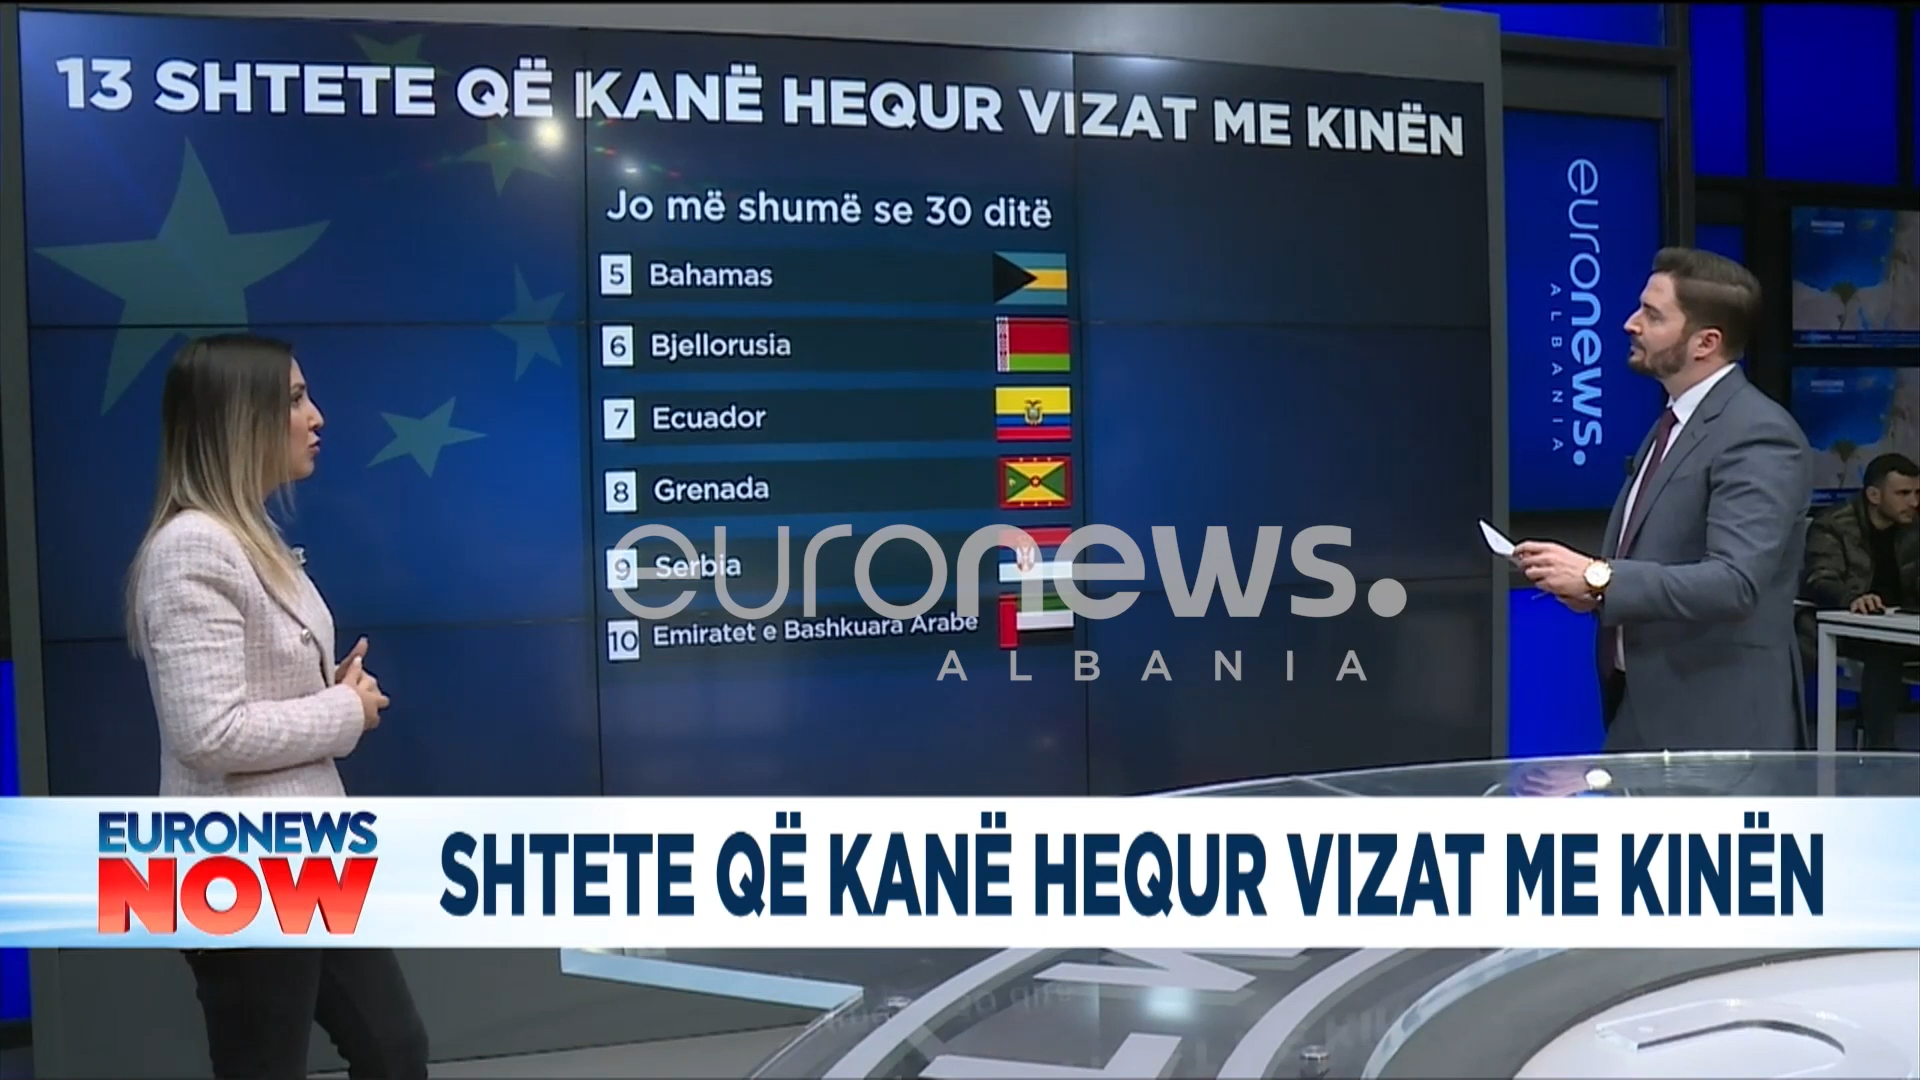 13 SHTETE QË KANË HEQUR VIZAT ME KINËN
Jo më shumë se 30 ditë
5 Bahamas
6 Bjellorusia
7 Ecuador
8 Grenada
9 Serbia
10 Emiratet e Bashkuara Arabe
euronews.
ALBANIA
euronews.
ALBANIA
EURONEWS
NOW
SHTETE QË KANË HEQUR VIZAT ME KINËN